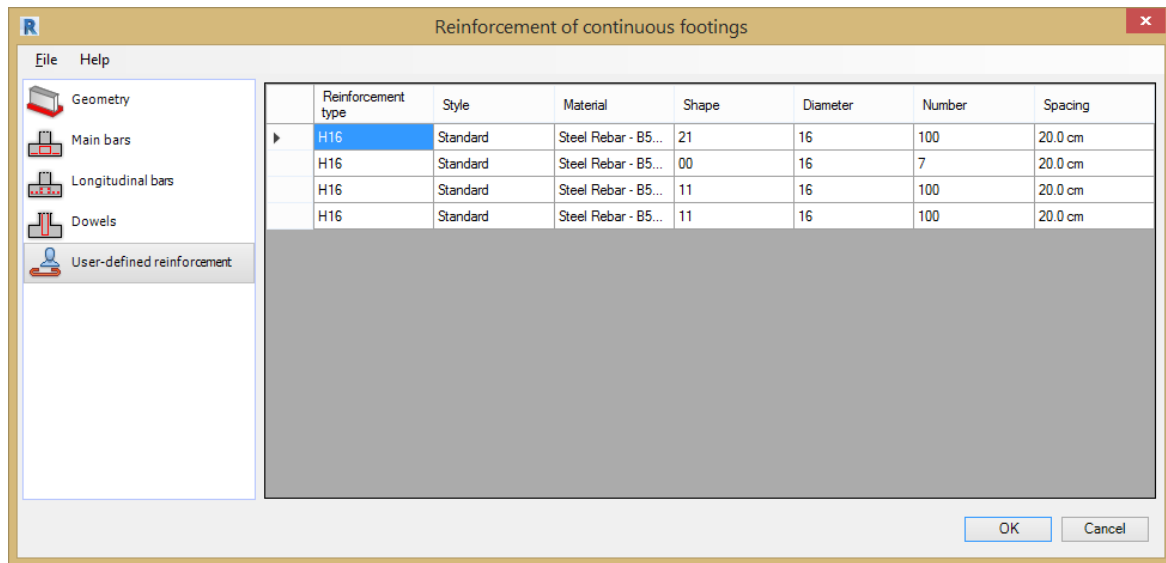 R
Reinforcement of continuous footings
x
File Help
Geometry
Main bars
Longitudinal bars
Dowels
User-defined reinforcement
Reinforcement type Style Material Shape Diameter Number Spacing
H16 Standard Steel Rebar - B5... 21 16 100 20.0 cm
H16 Standard Steel Rebar - B5... 00 16 7 20.0 cm
H16 Standard Steel Rebar - B5... 11 16 100 20.0 cm
H16 Standard Steel Rebar - B5... 11 16 100 20.0 cm
OK Cancel